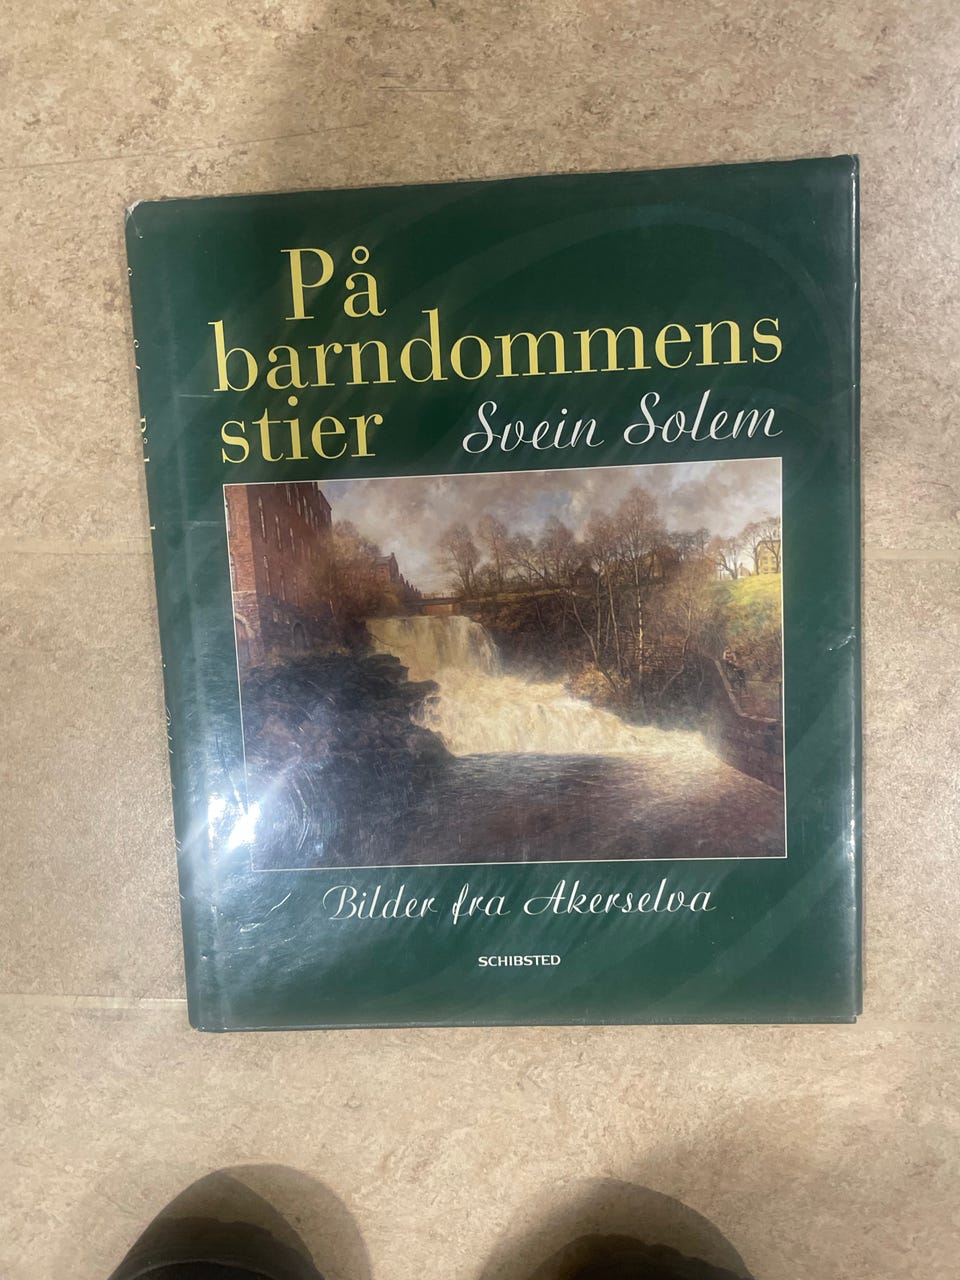 På
barndommens
stier
Svein Solem
Bilder fra Akerselva
SCHIBSTED